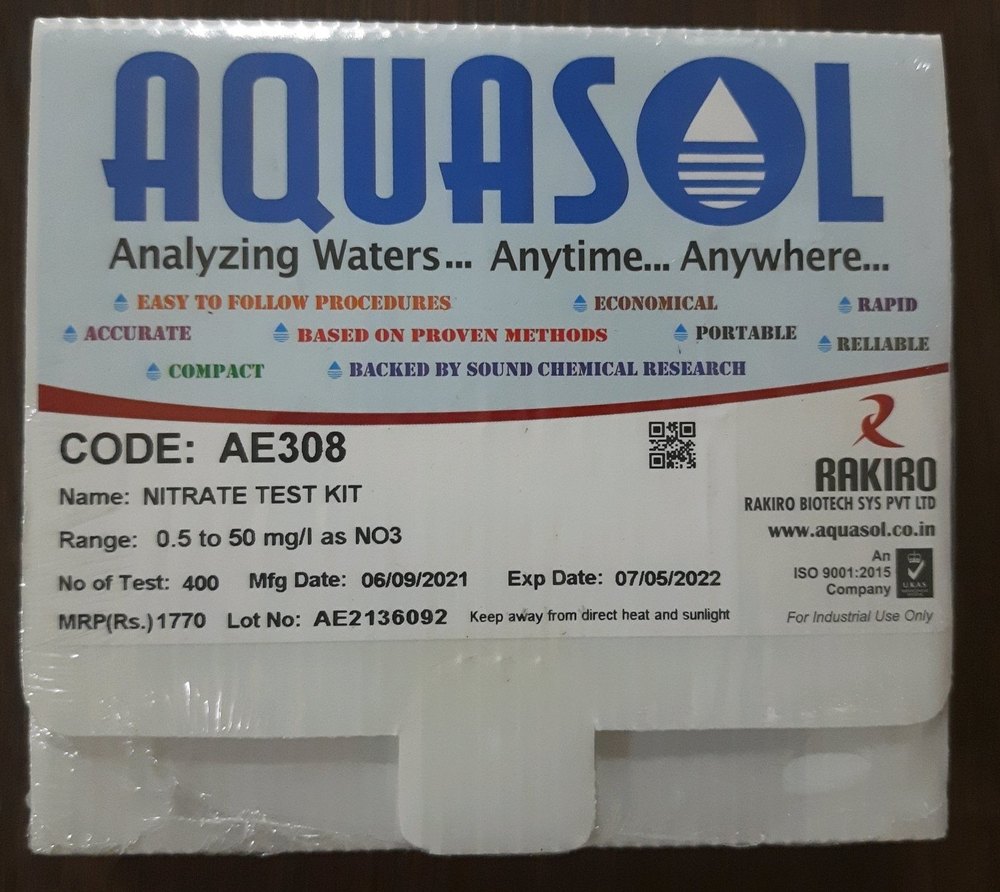 AQUASOL
Analyzing Waters... Anytime... Anywhere...
EASY TO FOLLOW PROCEDURES ECONOMICAL RAPID
ACCURATE BASED ON PROVEN METHODS PORTABLE RELIABLE
COMPACT BACKED BY SOUND CHEMICAL RESEARCH
CODE: AE308
Name: NITRATE TEST KIT
Range: 0.5 to 50 mg/l as NO3
No of Test: 400 Mfg Date: 06/09/2021 Exp Date: 07/05/2022
MRP(Rs.)1770 Lot No: AE2136092 Keep away from direct heat and sunlight
RAKIRO
RAKIRO BIOTECH SYS PVT LTD
www.aquasol.co.in
An
ISO 9001:2015
Company
UKAS
For Industrial Use Only